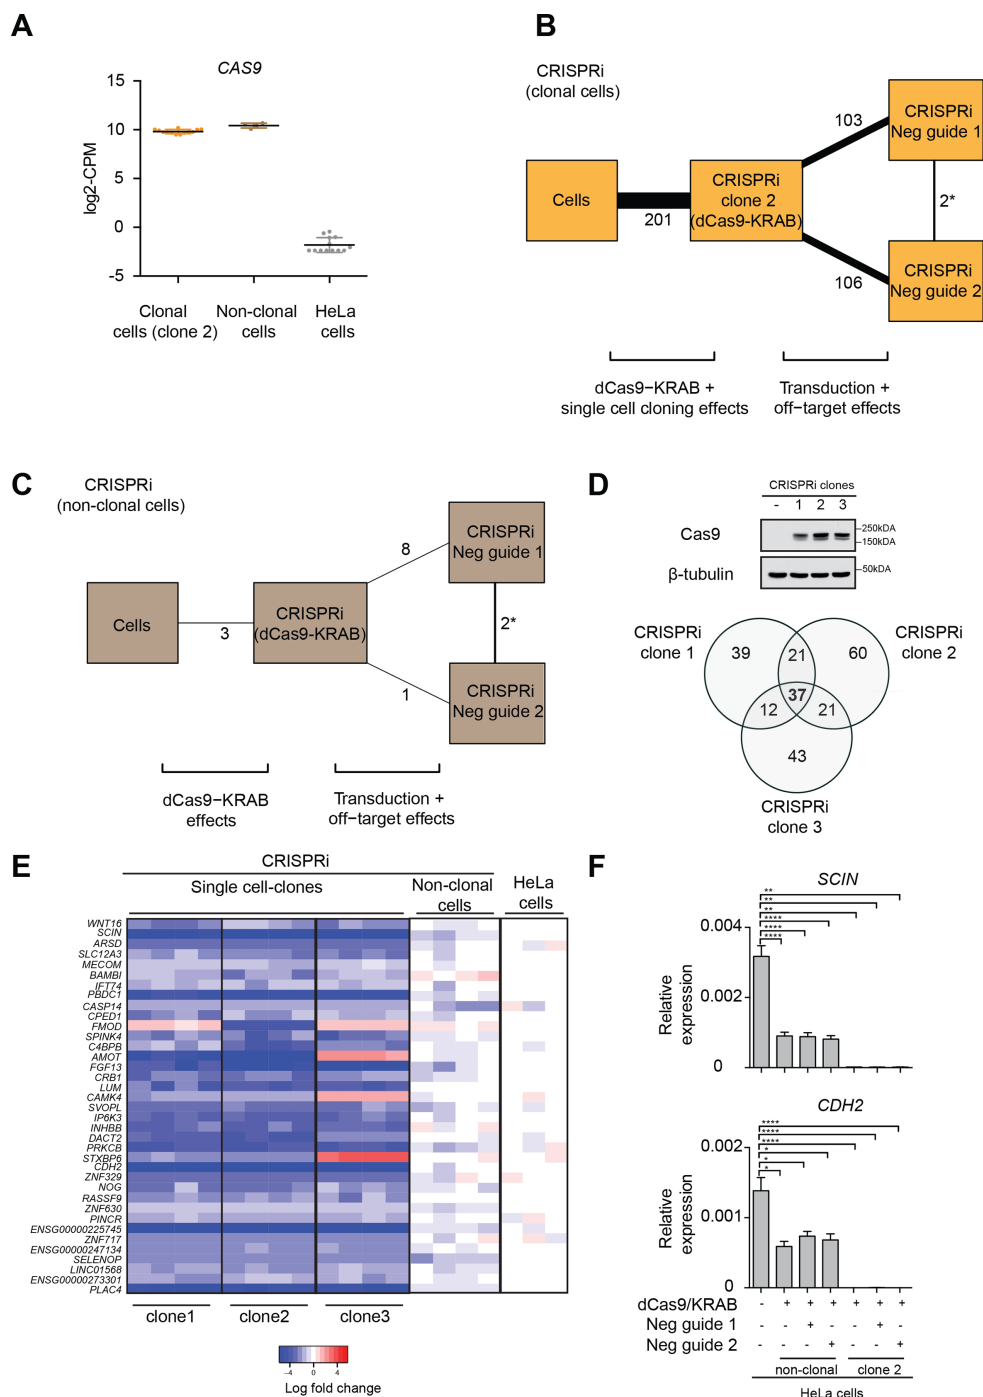 A
CAS9
log2-CPM
15
10
5
0
-5
Clonal
cells (clone 2)
Non-clonal
cells
HeLa
cells
B
CRISPRi
(clonal cells)
Cells
201
CRISPRi
clone 2
(dCas9-KRAB)
103
106
CRISPRi
Neg guide 1
2*
CRISPRi
Neg guide 2
dCas9−KRAB +
single cell cloning effects
Transduction +
off−target effects
C
CRISPRi
(non-clonal cells)
Cells
3
CRISPRi
(dCas9-KRAB)
8
1
CRISPRi
Neg guide 1
2*
CRISPRi
Neg guide 2
dCas9−KRAB
effects
Transduction +
off−target effects
D
CRISPRi clones
- 1 2 3
Cas9
250kDA
150kDA
β-tubulin
50kDA
CRISPRi
clone 1
CRISPRi
clone 2
39 21 60
37
12 21
43
CRISPRi
clone 3
E
CRISPRi
Single cell-clones
Non-clonal
cells
HeLa
cells
WNT16
SCIN
ARSD
SLC12A3
MECOM
BAMBI
IFT74
PBDC1
CASP14
CPED1
FMOD
SPINK4
C4BPB
AMOT
FGF13
CRB1
LUM
CAMK4
SVOPL
IP6K3
INHBB
DACT2
PRKCB
STXBP6
CDH2
ZNF329
NOG
RASSF9
ZNF630
PINCR
ENSG00000225745
ZNF717
ENSG00000247134
SELENOP
LINC01568
ENSG00000273301
PLAC4
clone1 clone2 clone3
−4 0 4
Log fold change
F
SCIN
**
**
**
****
****
****
Relative
expression
0.004
0.002
0
CDH2
****
****
****
*
*
*
Relative
expression
0.002
0.001
0
dCas9/KRAB - + + + + + +
Neg guide 1 - - + - - + -
Neg guide 2 - - - + - - +
non-clonal clone 2
HeLa cells